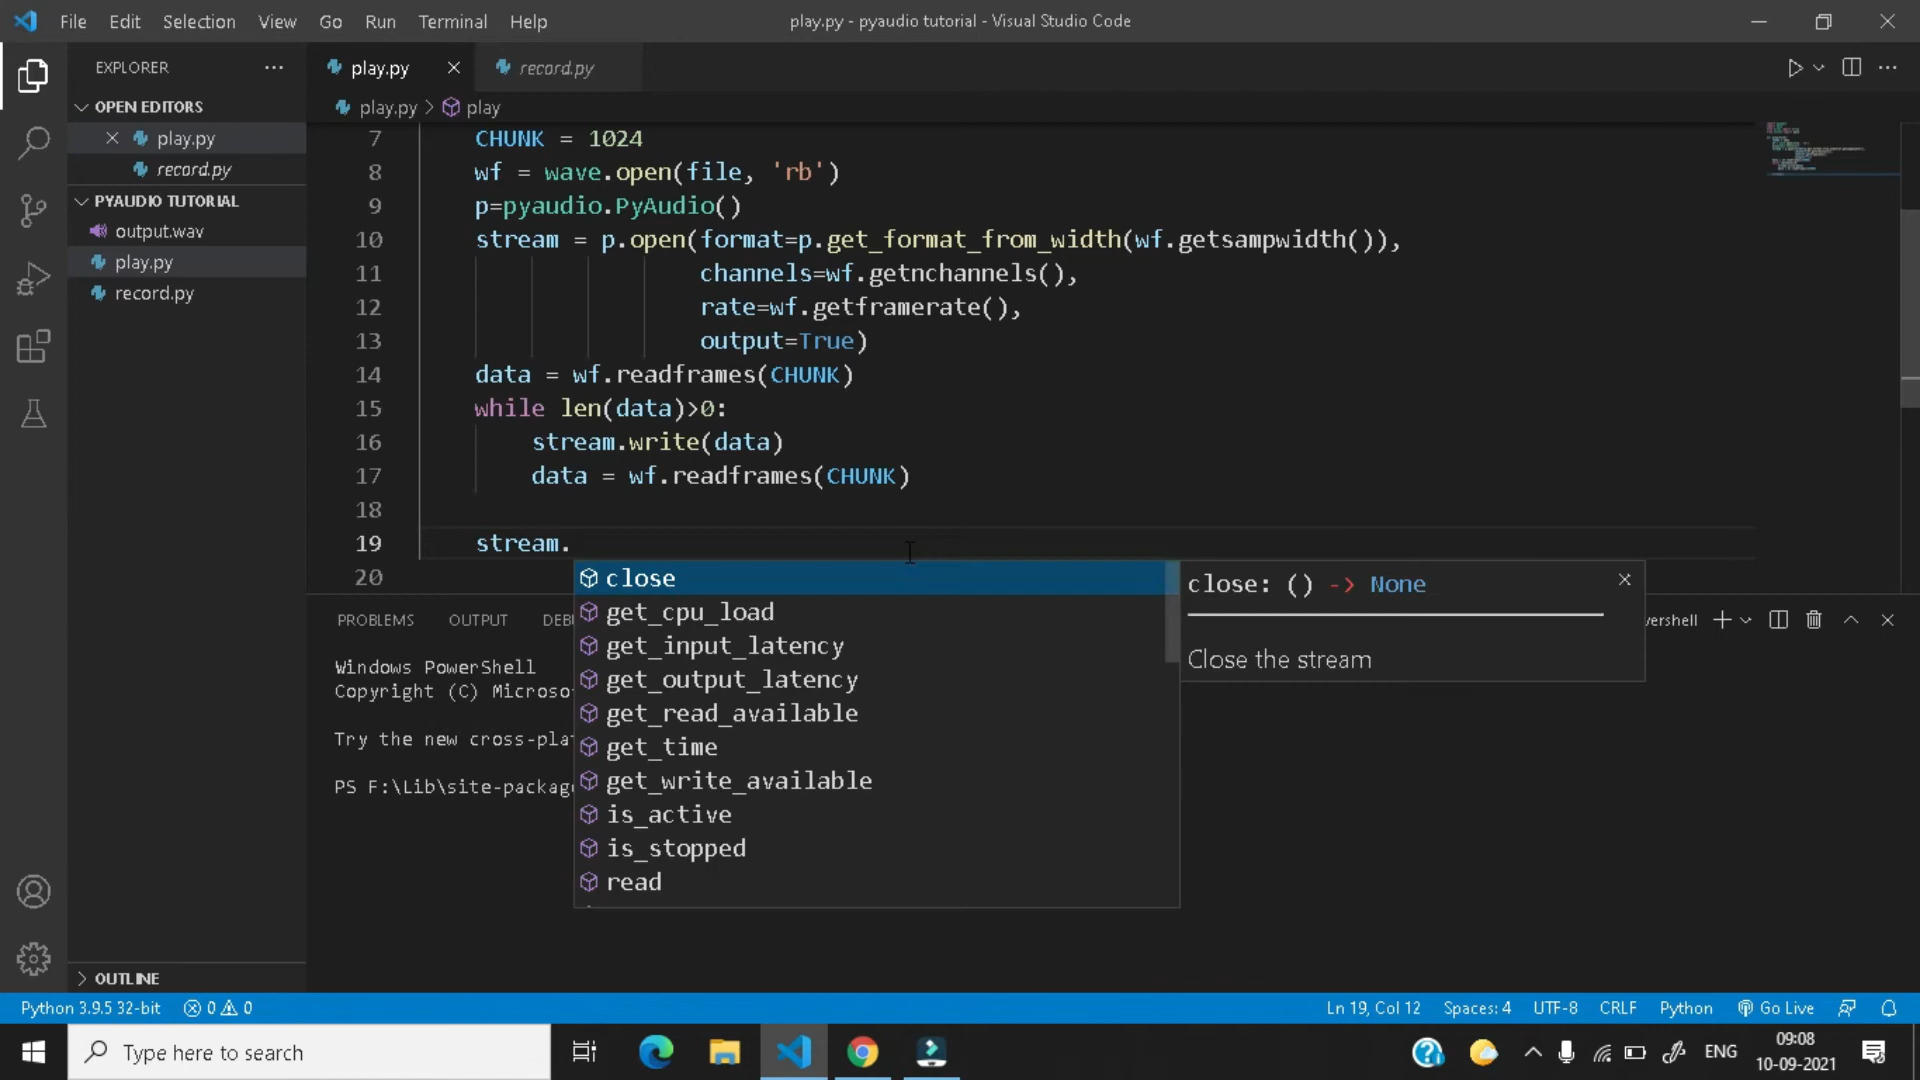 File Edit Selection View Go Run Terminal Help
play.py - pyaudio tutorial - Visual Studio Code
EXPLORER
OPEN EDITORS
play.py
record.py
PYAUDIO TUTORIAL
output.wav
play.py
record.py
OUTLINE
play.py record.py
play.py > play
7 CHUNK = 1024
8 wf = wave.open(file, 'rb')
9 p=pyaudio.PyAudio()
10 stream = p.open(format=p.get_format_from_width(wf.getsampwidth()),
11 channels=wf.getnchannels(),
12 rate=wf.getframerate(),
13 output=True)
14 data = wf.readframes(CHUNK)
15 while len(data)>0:
16 stream.write(data)
17 data = wf.readframes(CHUNK)
18
19 stream.
20
close
get_cpu_load
get_input_latency
get_output_latency
get_read_available
get_time
get_write_available
is_active
is_stopped
read
close: () -> None
Close the stream
PROBLEMS OUTPUT
Windows PowerShell
Copyright (C)
Try the new
PS
Python 3.9.5 32-bit 0 0
Ln 19, Col 12 Spaces: 4 UTF-8 CRLF Python Go Live
Type here to search
ENG
09:08
10-09-2021